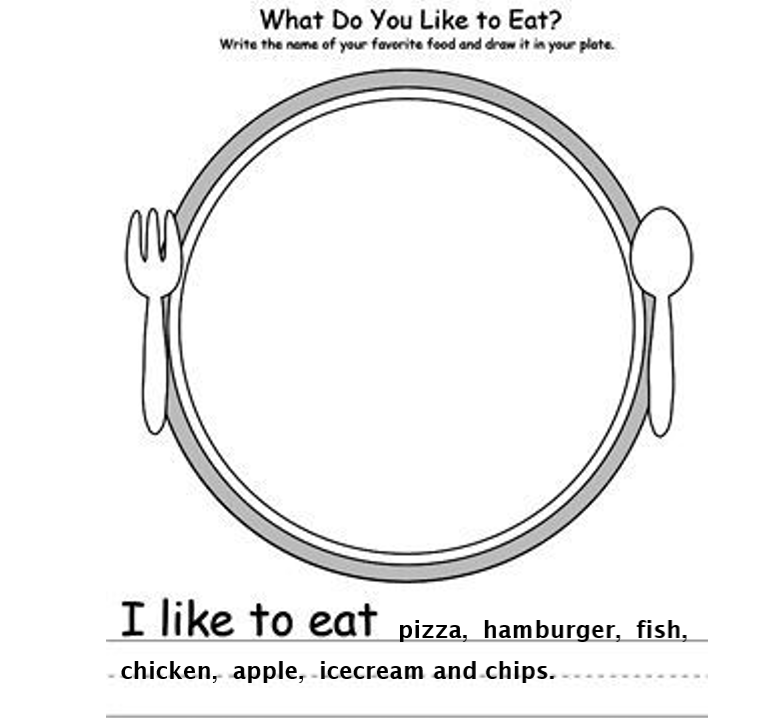 What Do You Like to Eat?
Write the name of your favorite food and draw it in your plate.
I like to eat pizza, hamburger, fish,
chicken, apple, icecream and chips.